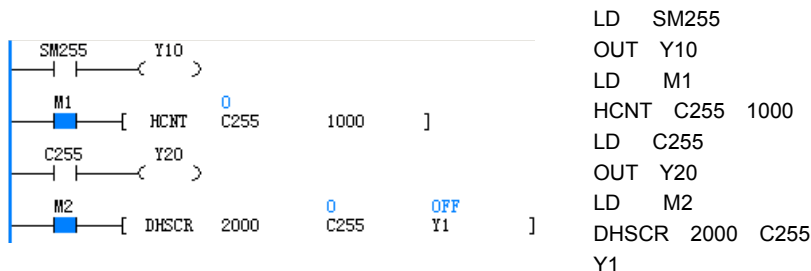 SM255 Y10
M1 0
HCNT C255 1000 ]
C255 Y20
M2 0 OFF
[ DHSCR 2000 C255 Y1 ]
LD SM255
OUT Y10
LD M1
HCNT C255 1000
LD C255
OUT Y20
LD M2
DHSCR 2000 C255
Y1